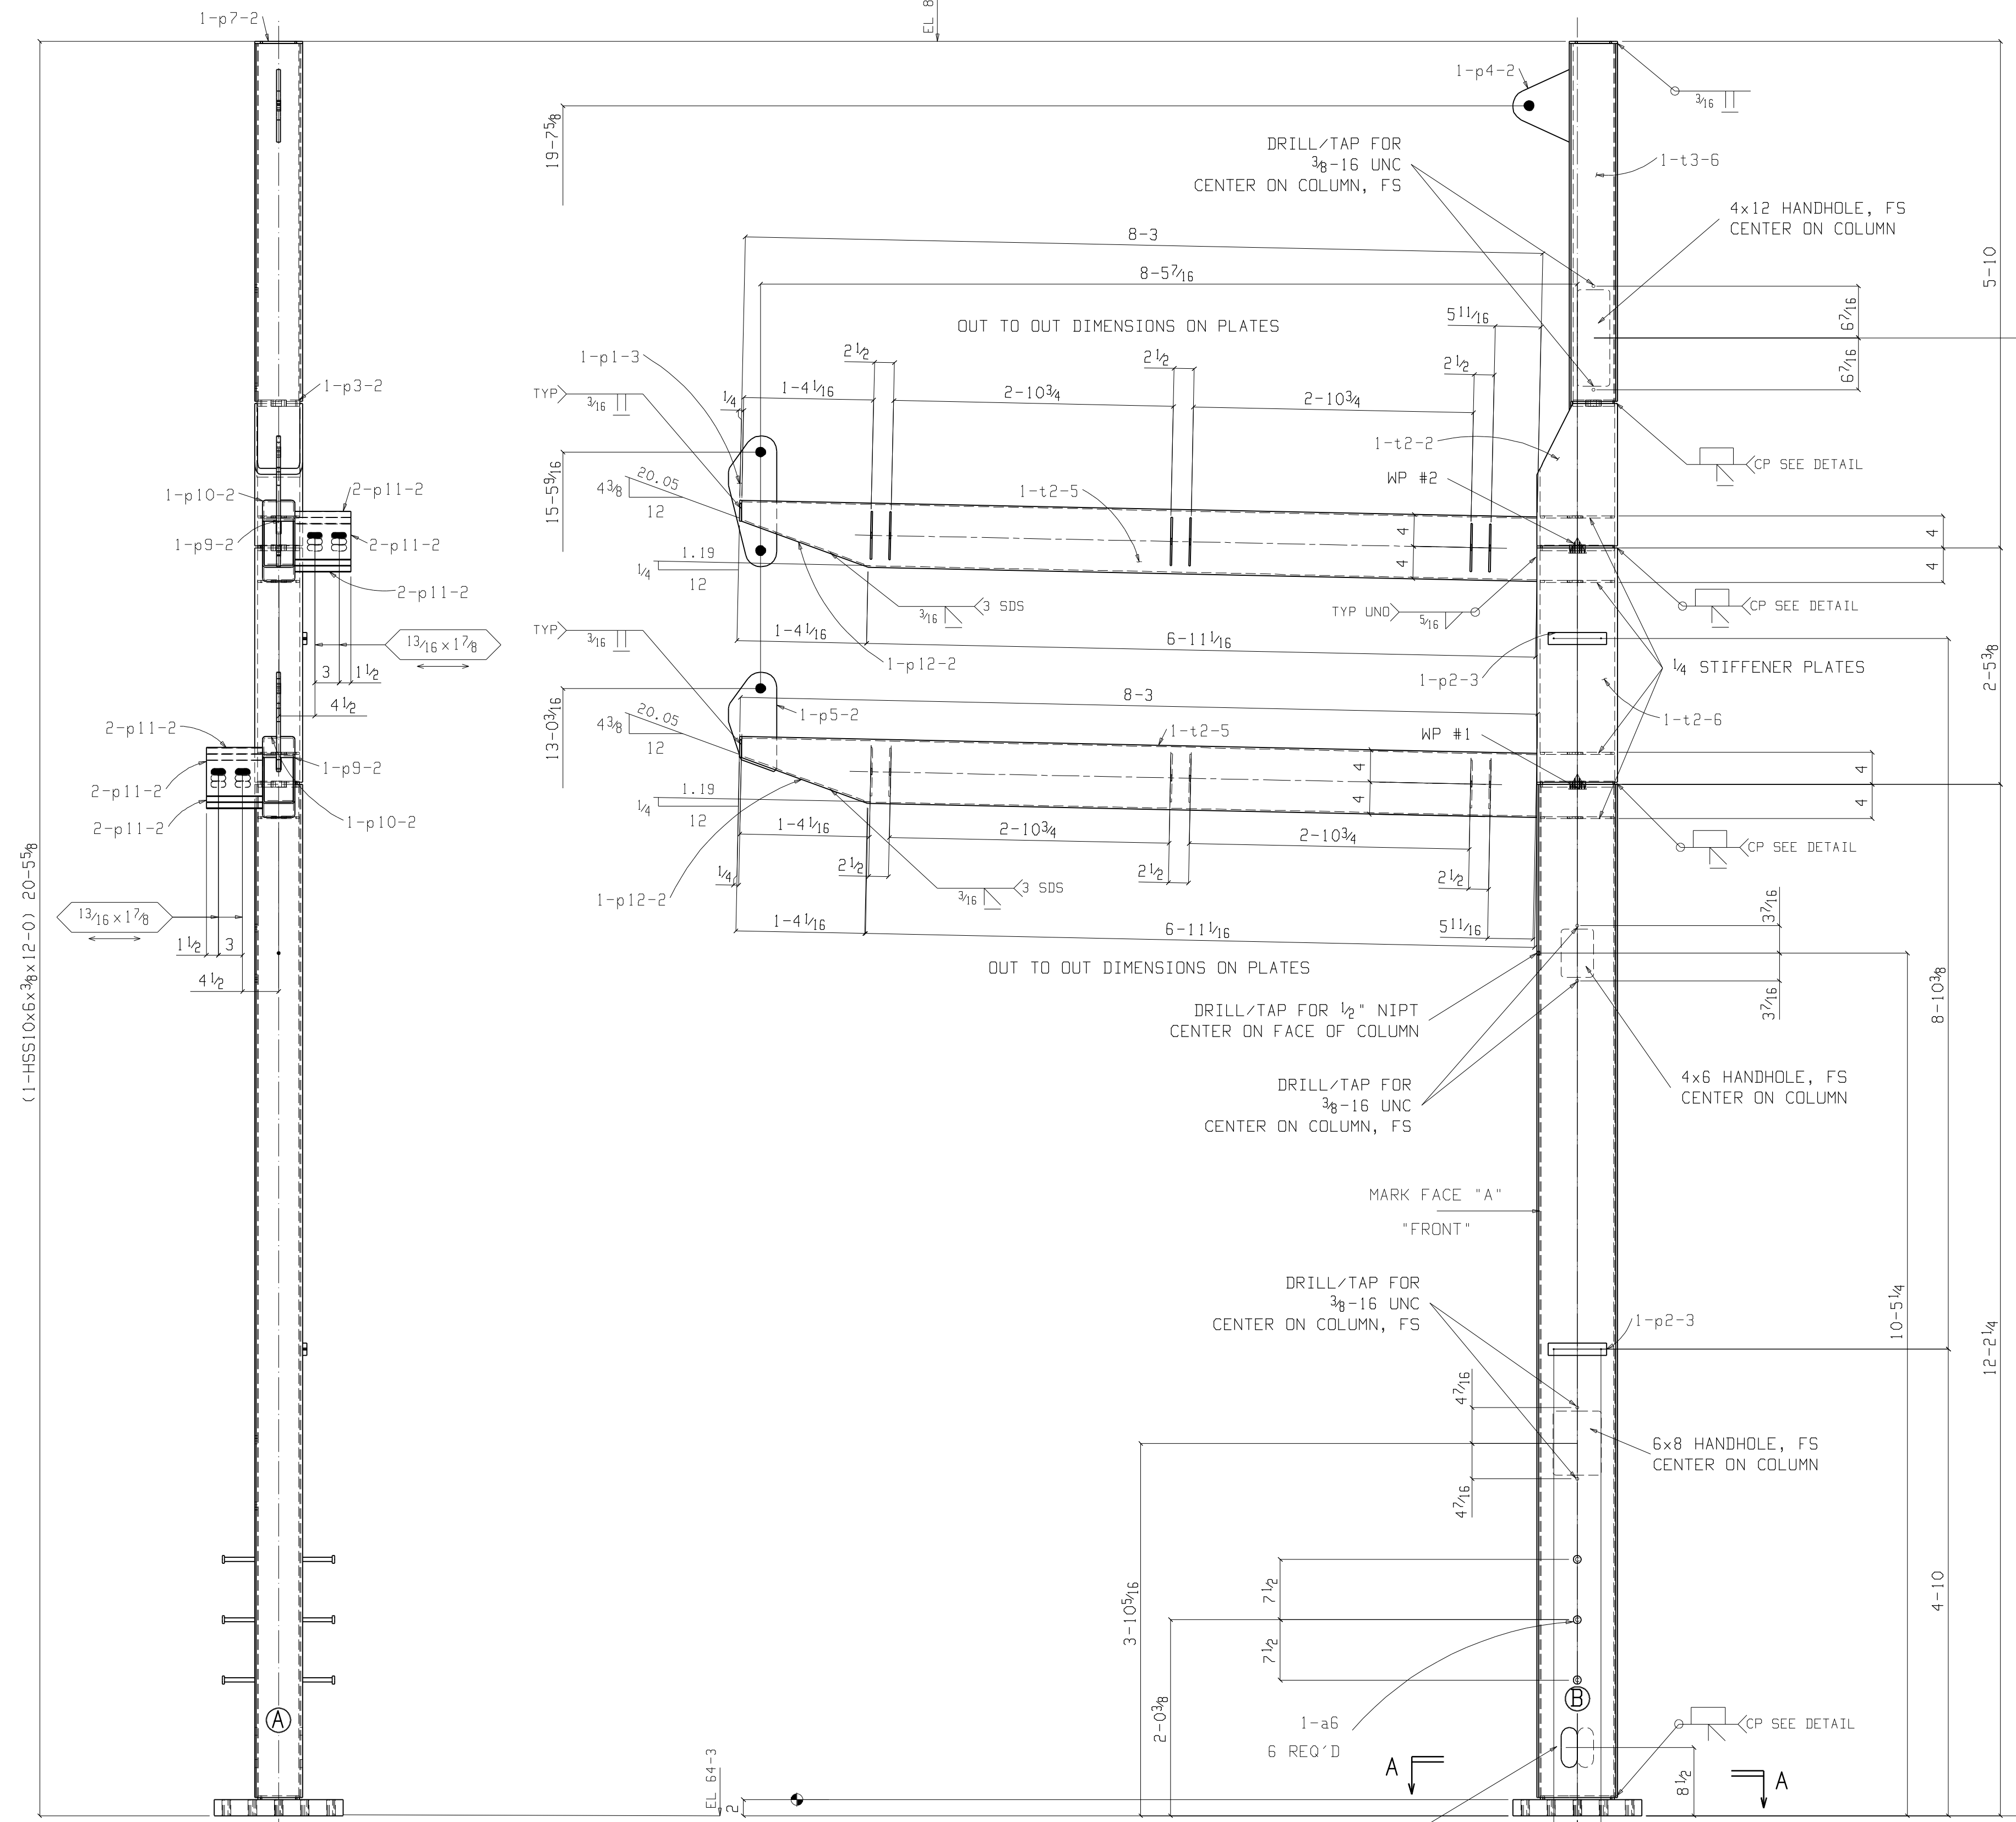 1-p7-2
EL 8
1-p4-2
3/16
19-7 5/8
DRILL/TAP FOR
3/8-16 UNC
CENTER ON COLUMN, FS
1-t3-6
4x12 HANDHOLE, FS
CENTER ON COLUMN
5-10
8-3
8-5 7/16
6 7/16
6 7/16
OUT TO OUT DIMENSIONS ON PLATES
5 11/16
2 1/2
2 1/2
2 1/2
1-p1-3
1-p3-2
TYP
3/16
1/4
1-4 1/16
2-10 3/4
2-10 3/4
1-t2-2
CP SEE DETAIL
15-5 9/16
20.05
4 3/8
12
1-t2-5
WP #2
1-p10-2
2-p11-2
1-p9-2
2-p11-2
2-p11-2
1.19
1/4
12
4
4
4
4
3/16
3 SDS
TYP UNO
5/16
CP SEE DETAIL
13/16 x 1 7/8
3
1 1/2
4 1/2
TYP
3/16
1-4 1/16
6-11 1/16
1-p12-2
1-p2-3
1/4 STIFFENER PLATES
2-5 3/8
8-3
1-p5-2
13-0 3/16
20.05
4 3/8
12
1-t2-5
WP #1
1-t2-6
2-p11-2
2-p11-2
2-p11-2
1-p9-2
1-p10-2
1.19
1/4
12
4
4
4
4
1-4 1/16
2-10 3/4
2-10 3/4
2 1/2
2 1/2
2 1/2
1/4
1-p12-2
3/16
3 SDS
CP SEE DETAIL
13/16 x 1 7/8
1 1/2
3
4 1/2
1-4 1/16
6-11 1/16
5 11/16
OUT TO OUT DIMENSIONS ON PLATES
3 7/16
3 7/16
DRILL/TAP FOR 1/2" NIPT
CENTER ON FACE OF COLUMN
8-10 3/8
(1-HSS10x6x3/8x12-0) 20-5 5/8
DRILL/TAP FOR
3/8-16 UNC
CENTER ON COLUMN, FS
4x6 HANDHOLE, FS
CENTER ON COLUMN
MARK FACE "A"
"FRONT"
DRILL/TAP FOR
3/8-16 UNC
CENTER ON COLUMN, FS
1-p2-3
10-5 1/4
12-2 1/4
4 7/16
4 7/16
6x8 HANDHOLE, FS
CENTER ON COLUMN
3-10 5/16
7 1/2
7 1/2
4-10
2-0 3/8
1-a6
6 REQ'D
A
B
CP SEE DETAIL
A
A
8 1/2
EL 64-3
2